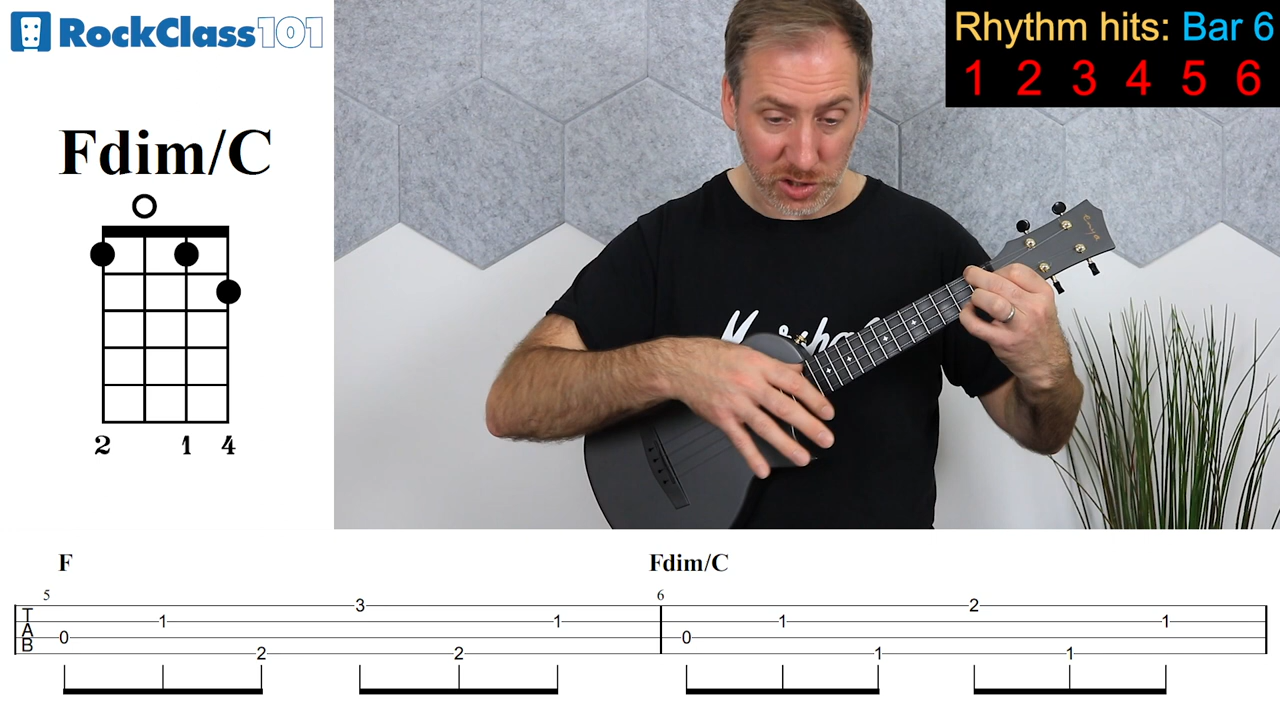 RockClass101
Rhythm hits: Bar 6
1 2 3 4 5 6
Fdim/C
2 1 4
F Fdim/C
5 6
3 2
T 1 1 1 1
A 0 0
B 2 2 1 1